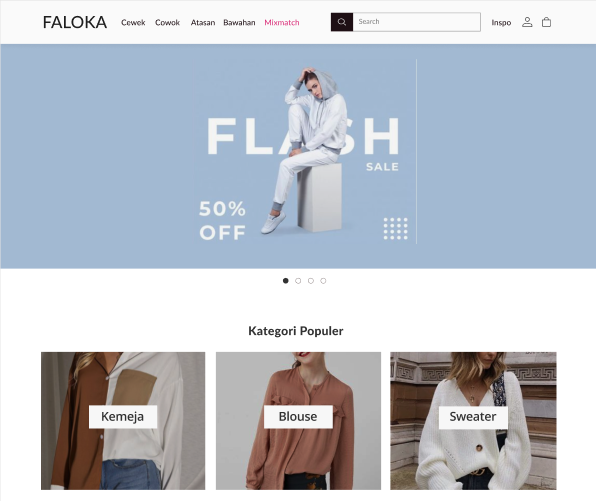 FALOKA Cewek Cowok Atasan Bawahan Mixmatch Search Inspo
FLASH
SALE
50%
OFF
Kategori Populer
Kemeja Blouse Sweater